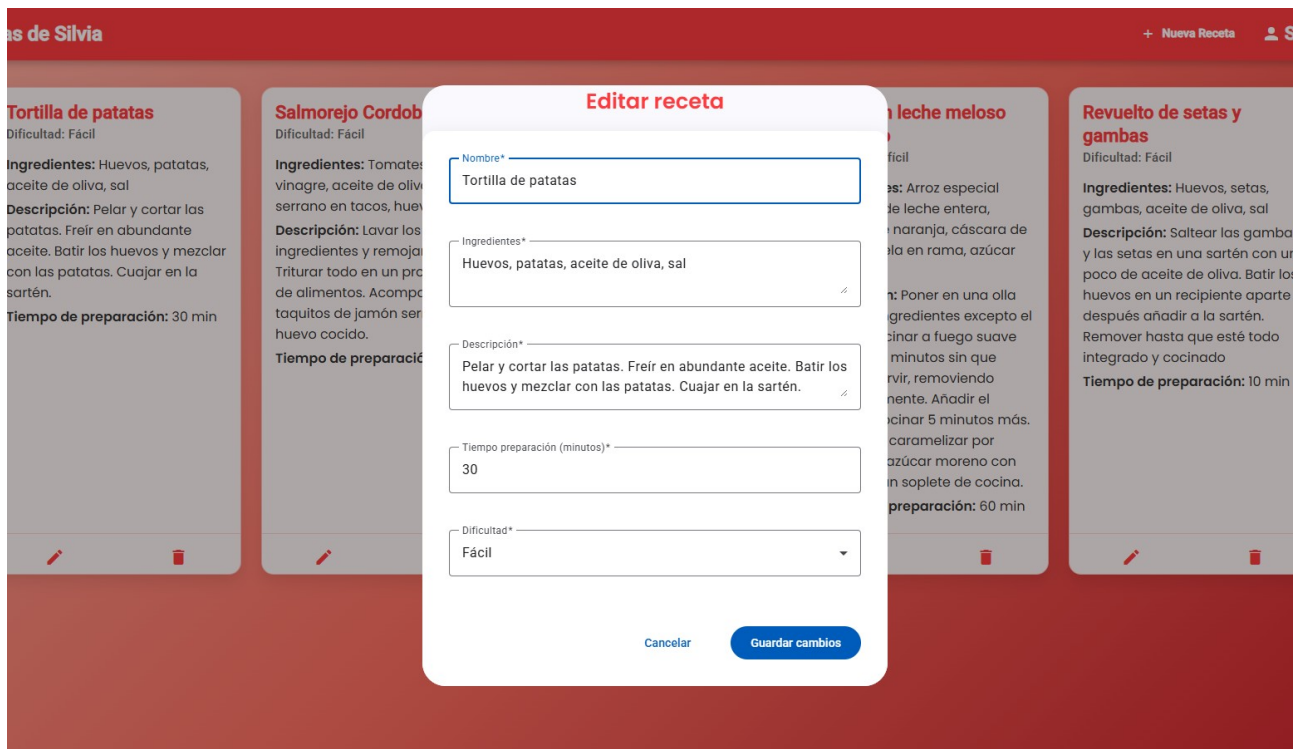 as de Silvia
+ Nueva Receta
S
Tortilla de patatas
Dificultad: Fácil
Ingredientes: Huevos, patatas,
aceite de oliva, sal
Descripción: Pelar y cortar las
patatas. Freír en abundante
aceite. Batir los huevos y mezclar
con las patatas. Cuajar en la
sartén.
Tiempo de preparación: 30 min
Salmorejo Cordob
Dificultad: Fácil
Ingredientes: Tomates
vinagre, aceite de oliv
serrano en tacos, huev
Descripción: Lavar los
ingredientes y remojar
Triturar todo en un pro
de alimentos. Acompa
taquitos de jamón ser
huevo cocido.
Tiempo de preparació
Editar receta
Nombre*
Tortilla de patatas
Ingredientes*
Huevos, patatas, aceite de oliva, sal
Descripción*
Pelar y cortar las patatas. Freír en abundante aceite. Batir los
huevos y mezclar con las patatas. Cuajar en la sartén.
Tiempo preparación (minutos)*
30
Dificultad*
Fácil
Cancelar
Guardar cambios
n leche meloso
fícil
es: Arroz especial
de leche entera,
naranja, cáscara de
ela en rama, azúcar
n: Poner en una olla
gredientes excepto el
cinar a fuego suave
minutos sin que
rvir, removiendo
mente. Añadir el
ocinar 5 minutos más.
caramelizar por
azúcar moreno con
n soplete de cocina.
preparación: 60 min
Revuelto de setas y
gambas
Dificultad: Fácil
Ingredientes: Huevos, setas,
gambas, aceite de oliva, sal
Descripción: Saltear las gamba
y las setas en una sartén con un
poco de aceite de oliva. Batir los
huevos en un recipiente aparte
después añadir a la sartén.
Remover hasta que esté todo
integrado y cocinado
Tiempo de preparación: 10 min